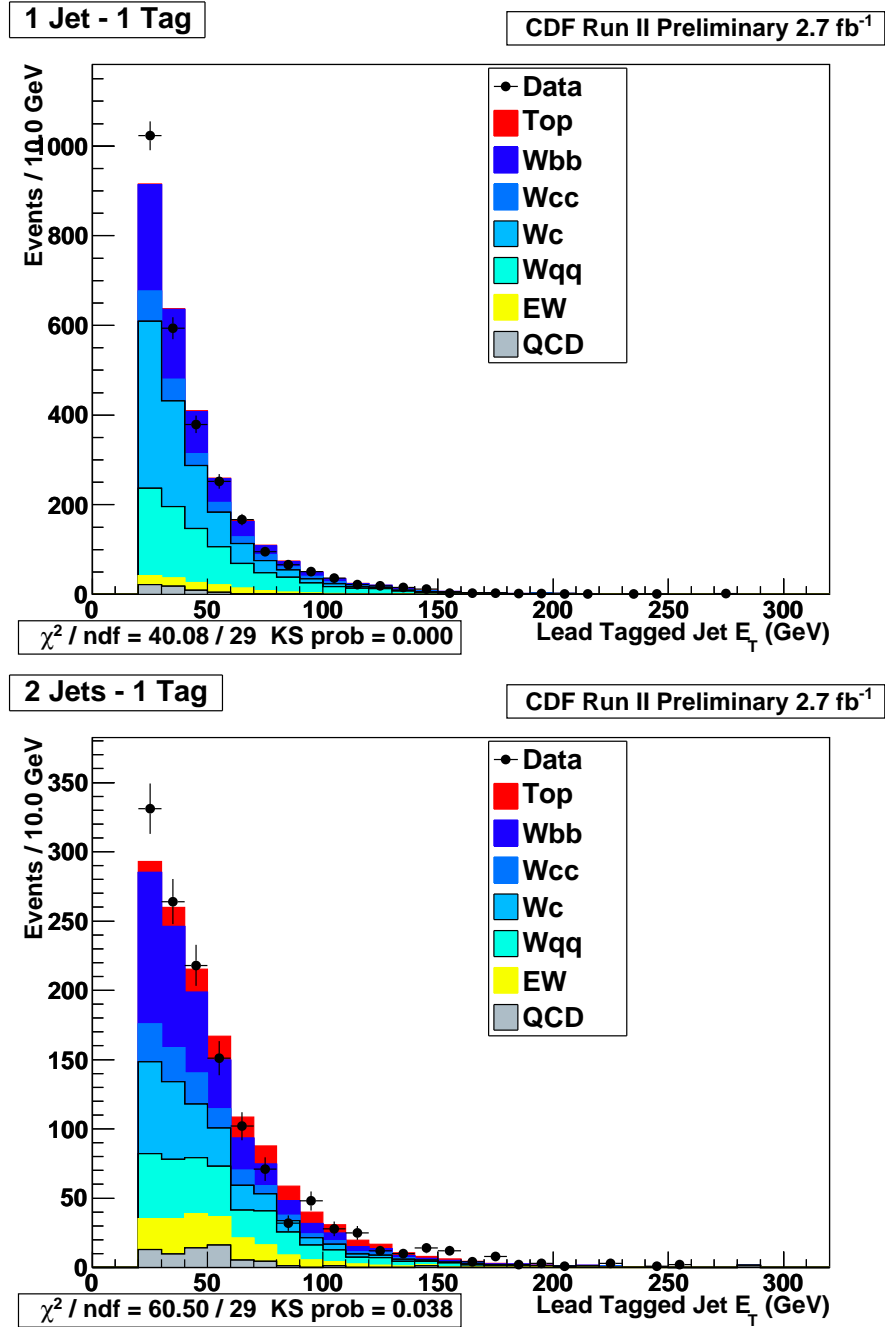 1 Jet - 1 Tag
CDF Run II Preliminary 2.7 fb-1
Events / 10.0 GeV
1000
800
600
400
200
0
Data
Top
Wbb
Wcc
Wc
Wqq
EW
QCD
0 50 100 150 200 250 300
Lead Tagged Jet E_T (GeV)
χ2 / ndf = 40.08 / 29 KS prob = 0.000
2 Jets - 1 Tag
CDF Run II Preliminary 2.7 fb-1
Events / 10.0 GeV
350
300
250
200
150
100
50
0
Data
Top
Wbb
Wcc
Wc
Wqq
EW
QCD
0 50 100 150 200 250 300
Lead Tagged Jet E_T (GeV)
χ2 / ndf = 60.50 / 29 KS prob = 0.038